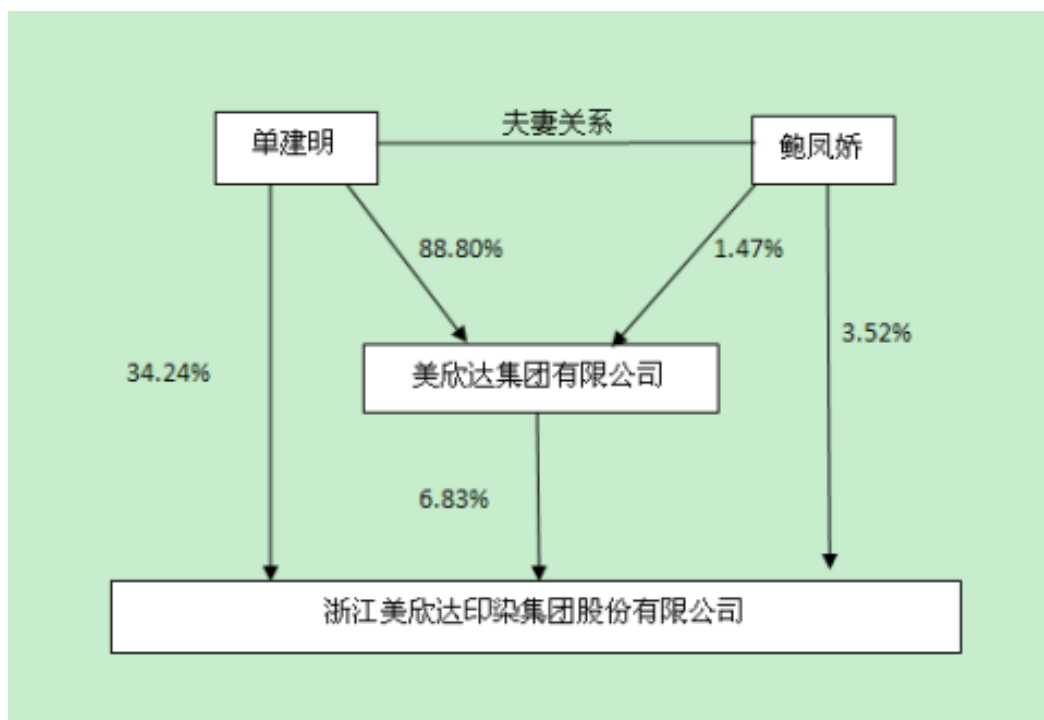 夫妻关系
单建明
鲍凤娇
88.80%
1.47%
3.52%
34.24%
美欣达集团有限公司
6.83%
浙江美欣达印染集团股份有限公司